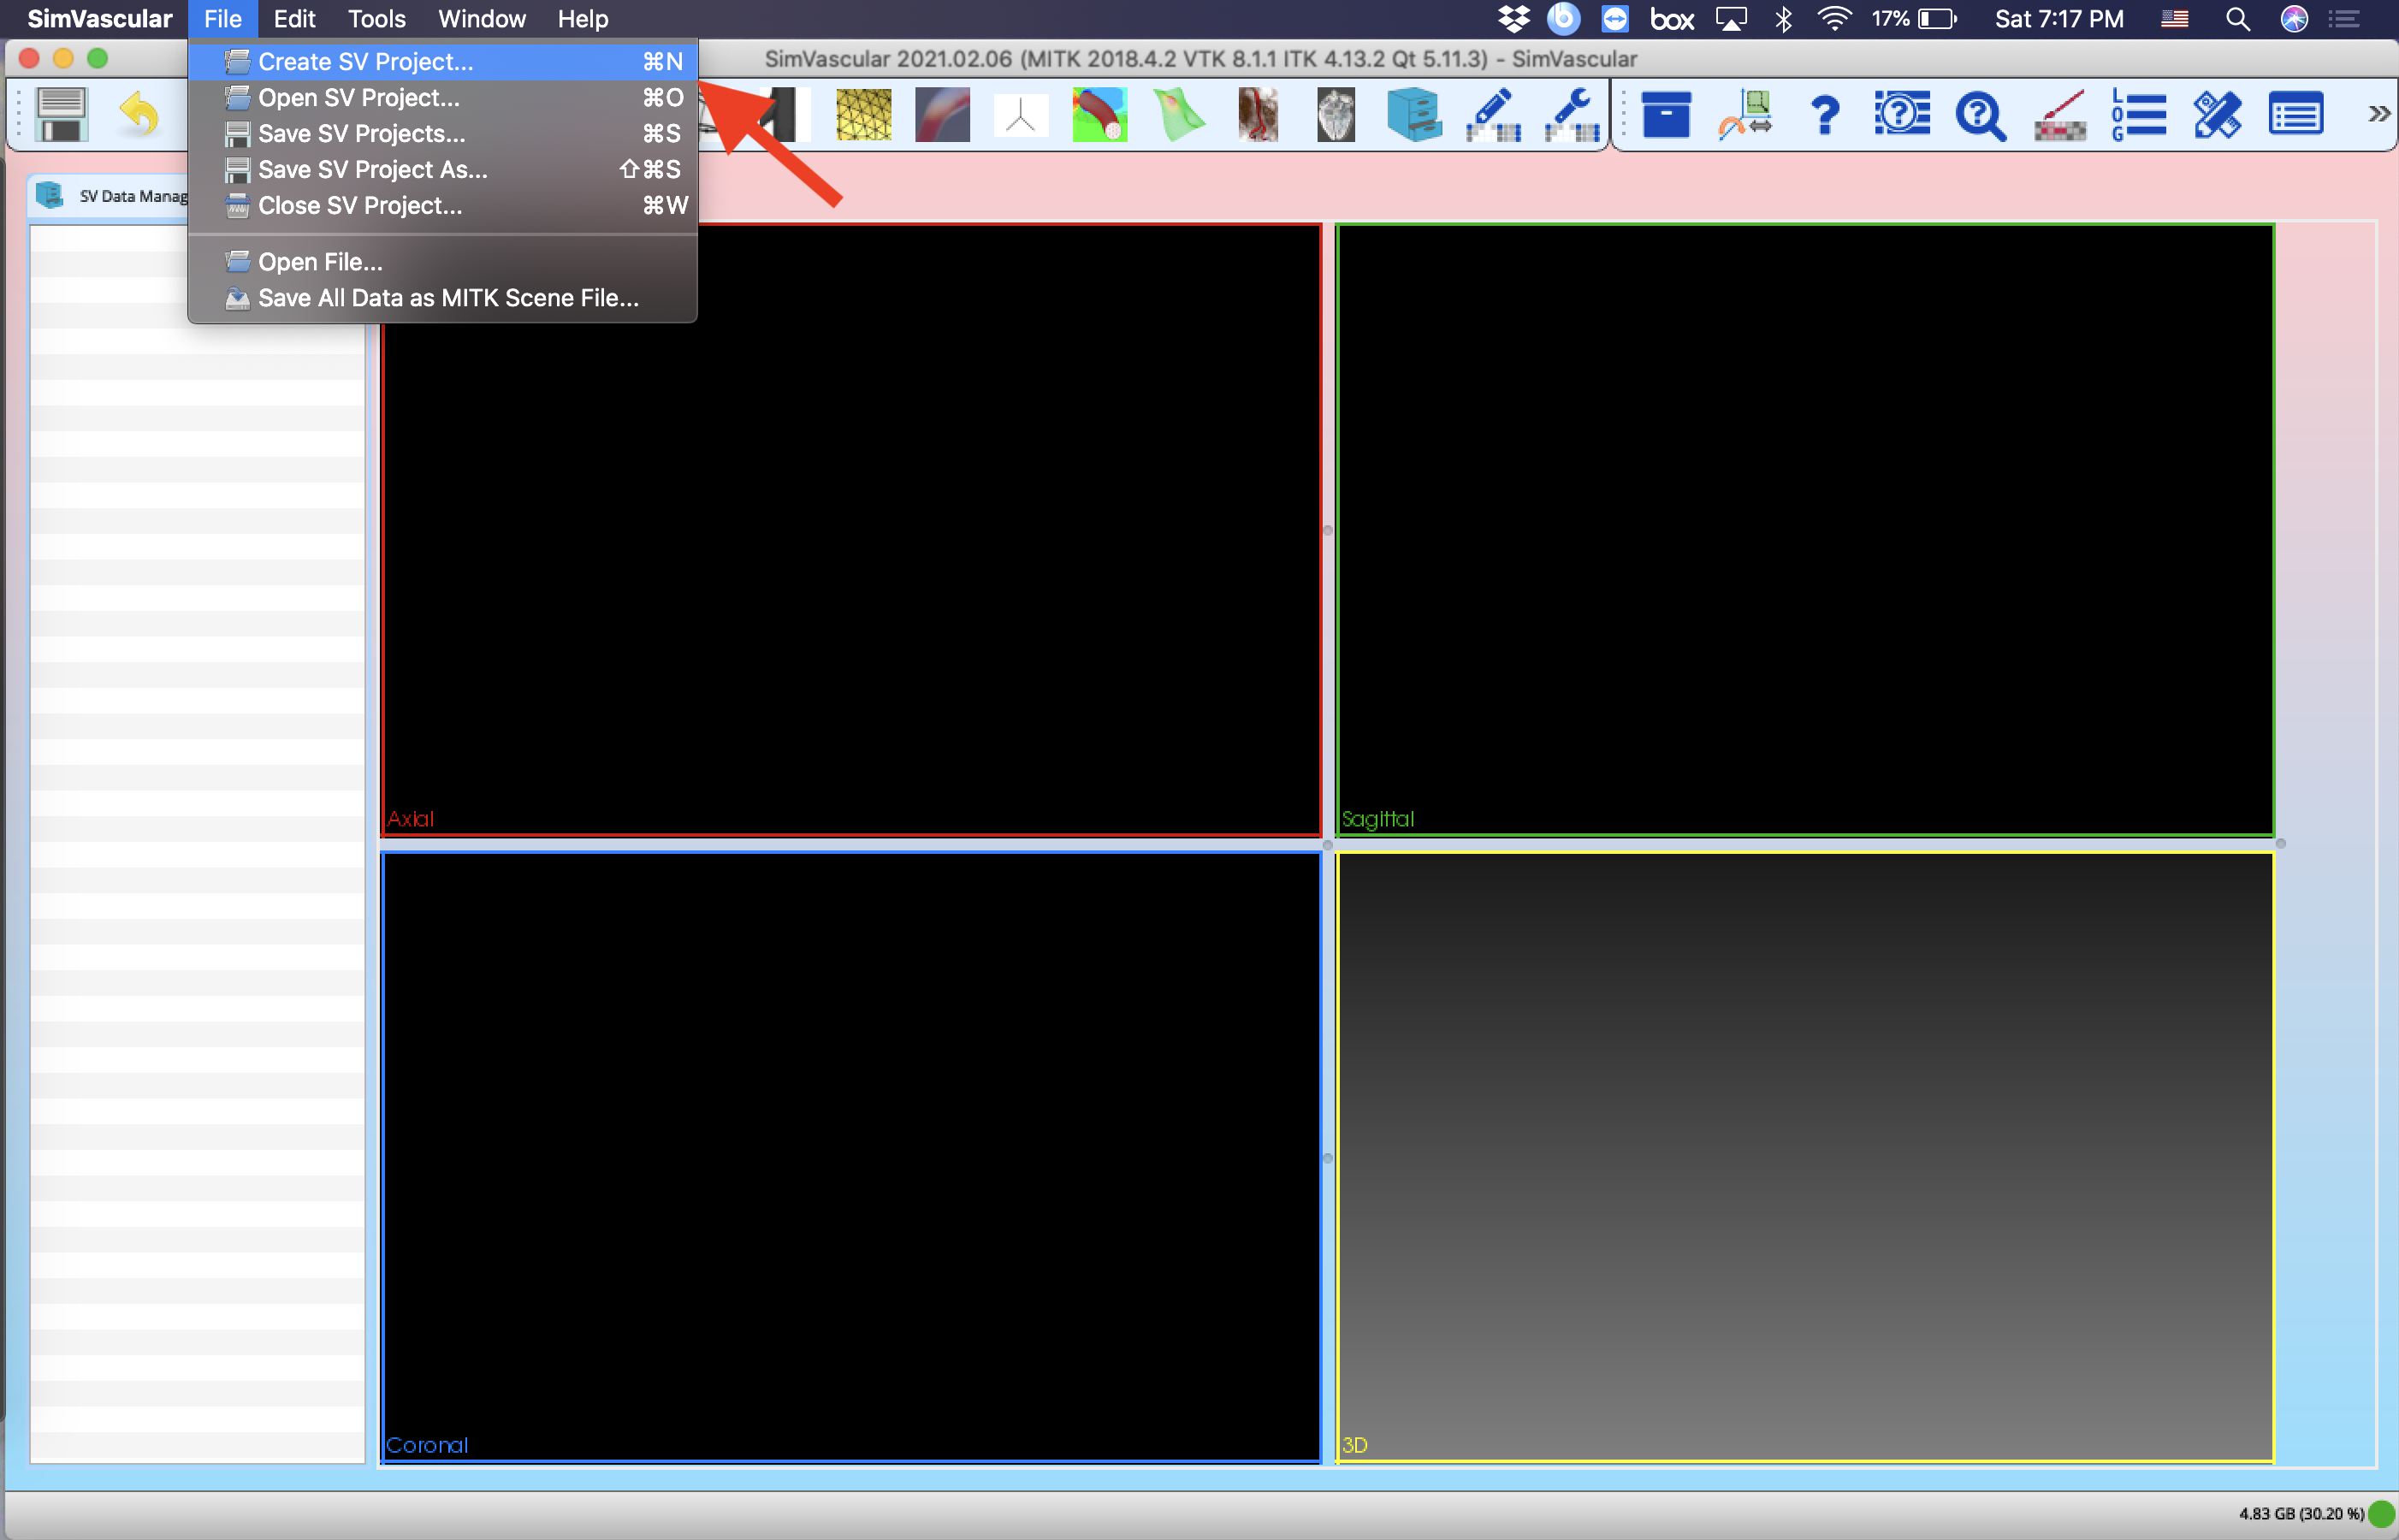 SimVascular File Edit Tools Window Help box 17% Sat 7:17 PM
SimVascular 2021.02.06 (MITK 2018.4.2 VTK 8.1.1 ITK 4.13.2 Qt 5.11.3) - SimVascular
Create SV Project... ⌘N
Open SV Project... ⌘O
Save SV Projects... ⌘S
Save SV Project As... ⇧⌘S
Close SV Project... ⌘W
Open File...
Save All Data as MITK Scene File...
? ? ? LOG »
SV Data Manag
Axial
Sagittal
Coronal
3D
4.83 GB (30.20 %)